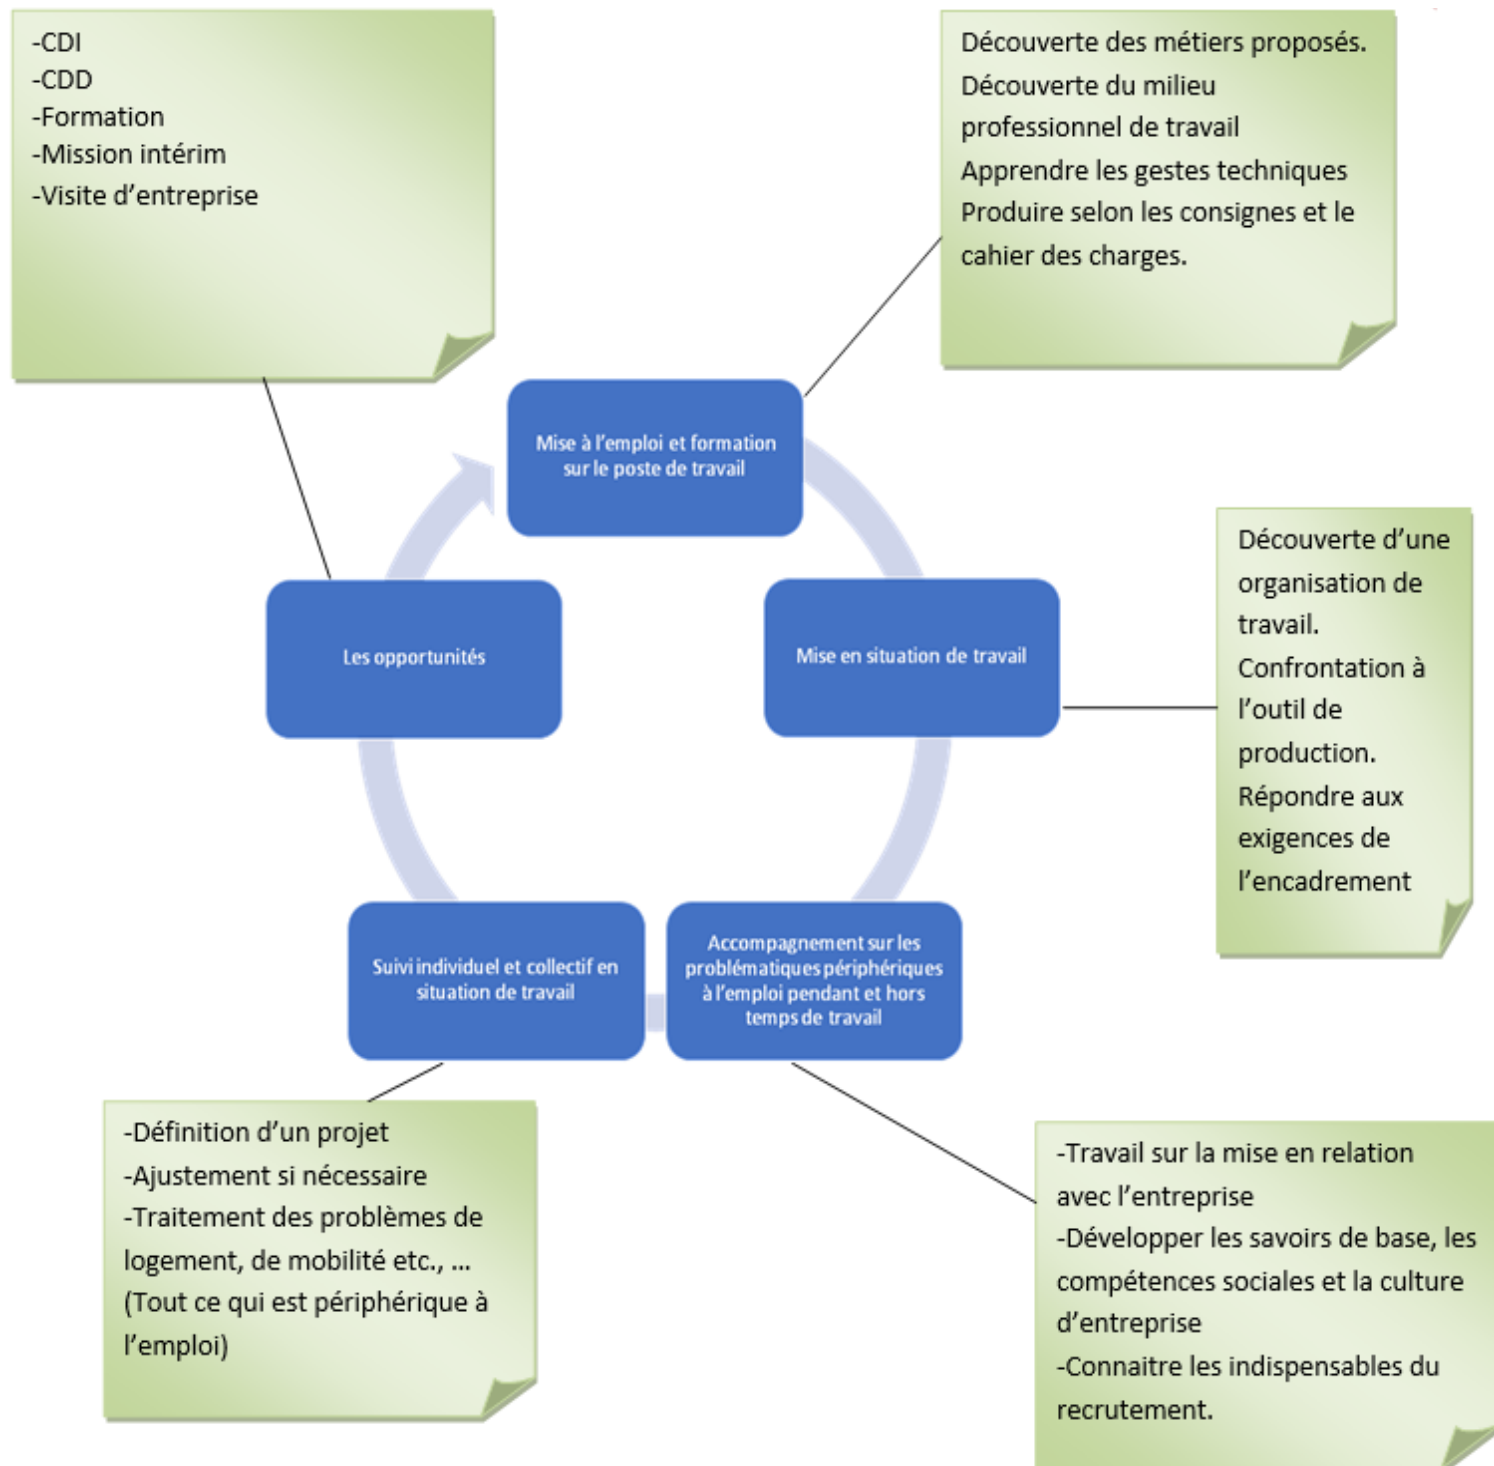 -CDI
-CDD
-Formation
-Mission intérim
-Visite d’entreprise
Découverte des métiers proposés.
Découverte du milieu
professionnel de travail
Apprendre les gestes techniques
Produire selon les consignes et le
cahier des charges.
Mise à l’emploi et formation
sur le poste de travail
Mise en situation de travail
Découverte d’une
organisation de
travail.
Confrontation à
l’outil de
production.
Répondre aux
exigences de
l’encadrement
Les opportunités
Accompagnement sur les
problématiques périphériques
à l’emploi pendant et hors
temps de travail
Suivi individuel et collectif en
situation de travail
-Définition d’un projet
-Ajustement si nécessaire
-Traitement des problèmes de
logement, de mobilité etc., ...
(Tout ce qui est périphérique à
l’emploi)
-Travail sur la mise en relation
avec l’entreprise
-Développer les savoirs de base, les
compétences sociales et la culture
d’entreprise
-Connaitre les indispensables du
recrutement.